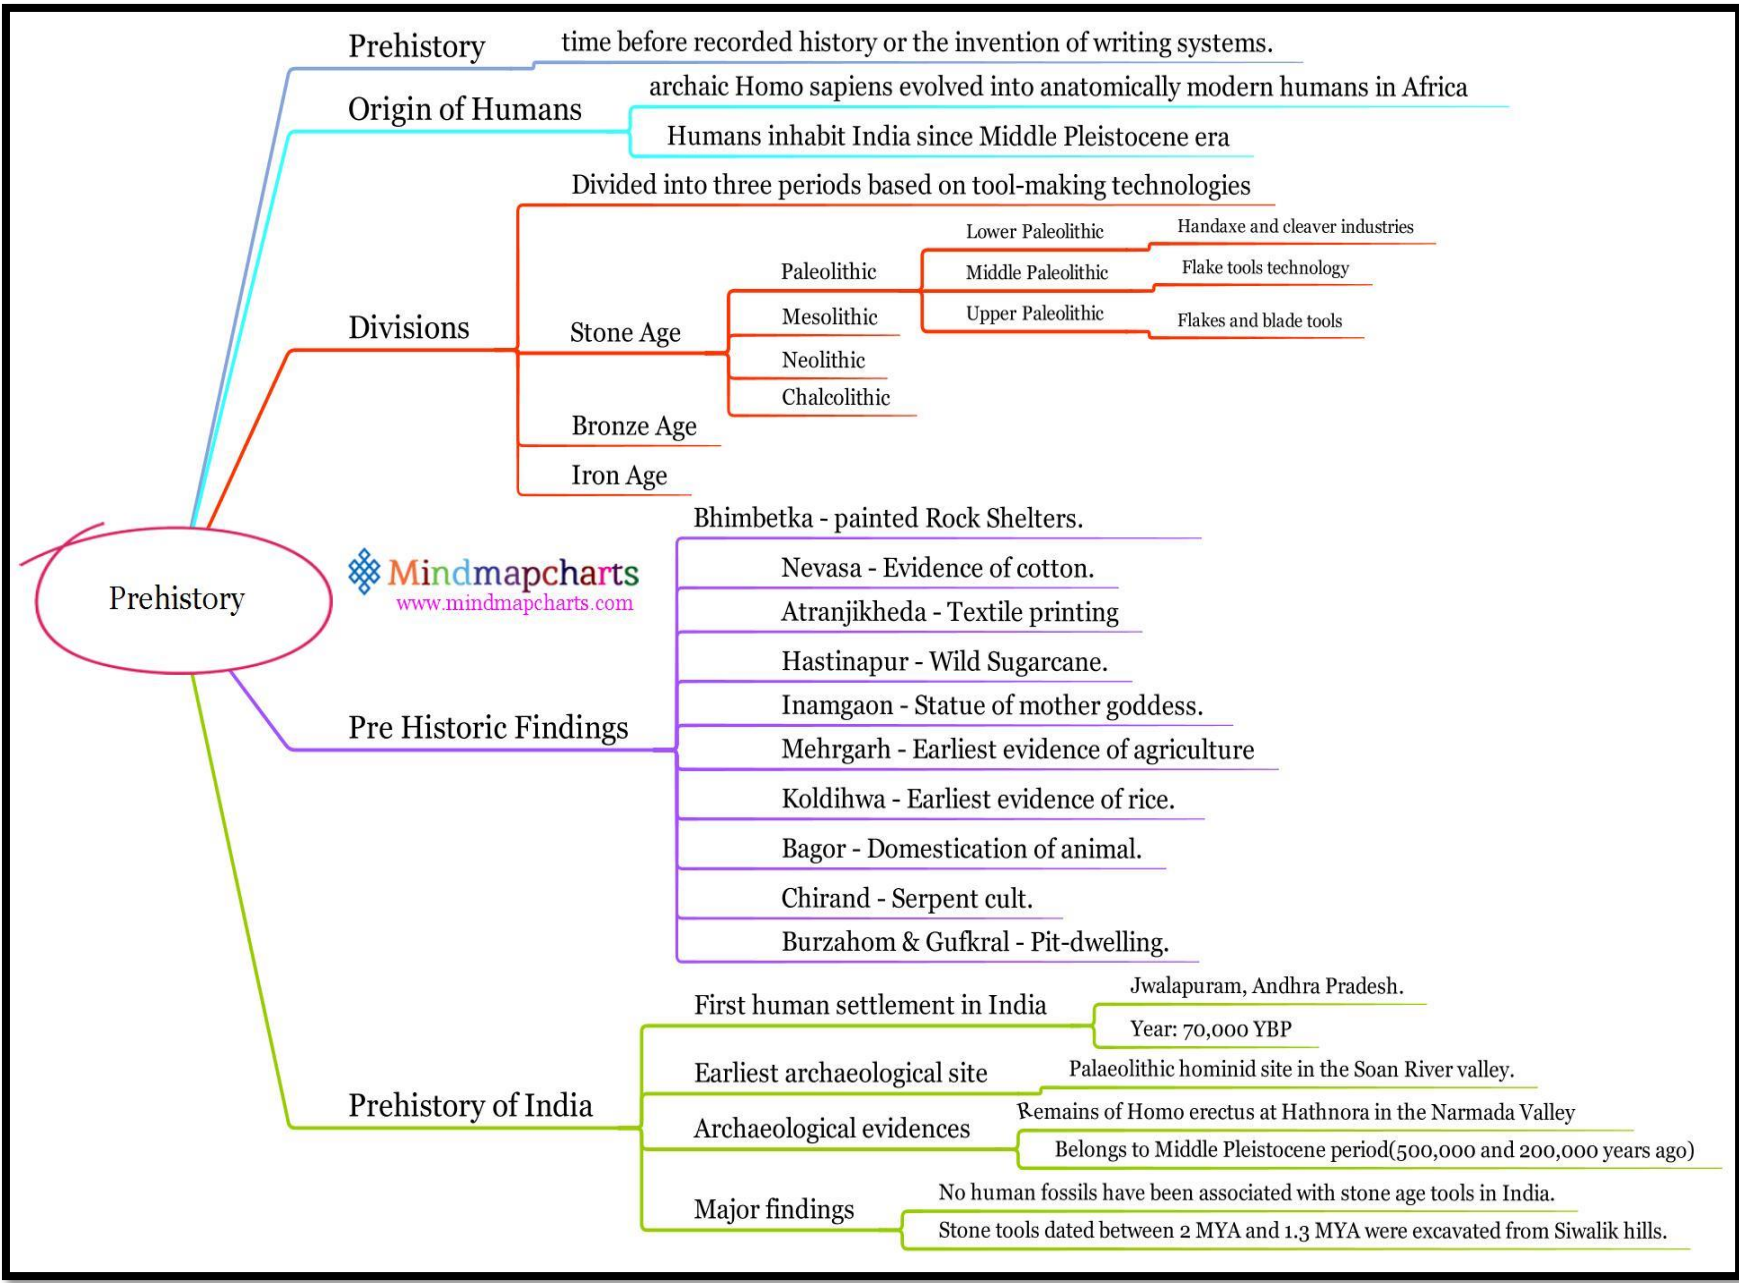 Prehistory
time before recorded history or the invention of writing systems.
Origin of Humans
archaic Homo sapiens evolved into anatomically modern humans in Africa
Humans inhabit India since Middle Pleistocene era
Divisions
Divided into three periods based on tool-making technologies
Stone Age
Paleolithic
Lower Paleolithic
Handaxe and cleaver industries
Middle Paleolithic
Flake tools technology
Upper Paleolithic
Flakes and blade tools
Mesolithic
Neolithic
Chalcolithic
Bronze Age
Iron Age
Prehistory
Mindmapcharts
www.mindmapcharts.com
Pre Historic Findings
Bhimbetka - painted Rock Shelters.
Nevasa - Evidence of cotton.
Atranjikheda - Textile printing
Hastinapur - Wild Sugarcane.
Inamgaon - Statue of mother goddess.
Mehrgarh - Earliest evidence of agriculture
Koldihwa - Earliest evidence of rice.
Bagor - Domestication of animal.
Chirand - Serpent cult.
Burzahom & Gufkral - Pit-dwelling.
Prehistory of India
First human settlement in India
Jwalapuram, Andhra Pradesh.
Year: 70,000 YBP
Earliest archaeological site
Palaeolithic hominid site in the Soan River valley.
Archaeological evidences
Remains of Homo erectus at Hathnora in the Narmada Valley
Belongs to Middle Pleistocene period(500,000 and 200,000 years ago)
Major findings
No human fossils have been associated with stone age tools in India.
Stone tools dated between 2 MYA and 1.3 MYA were excavated from Siwalik hills.